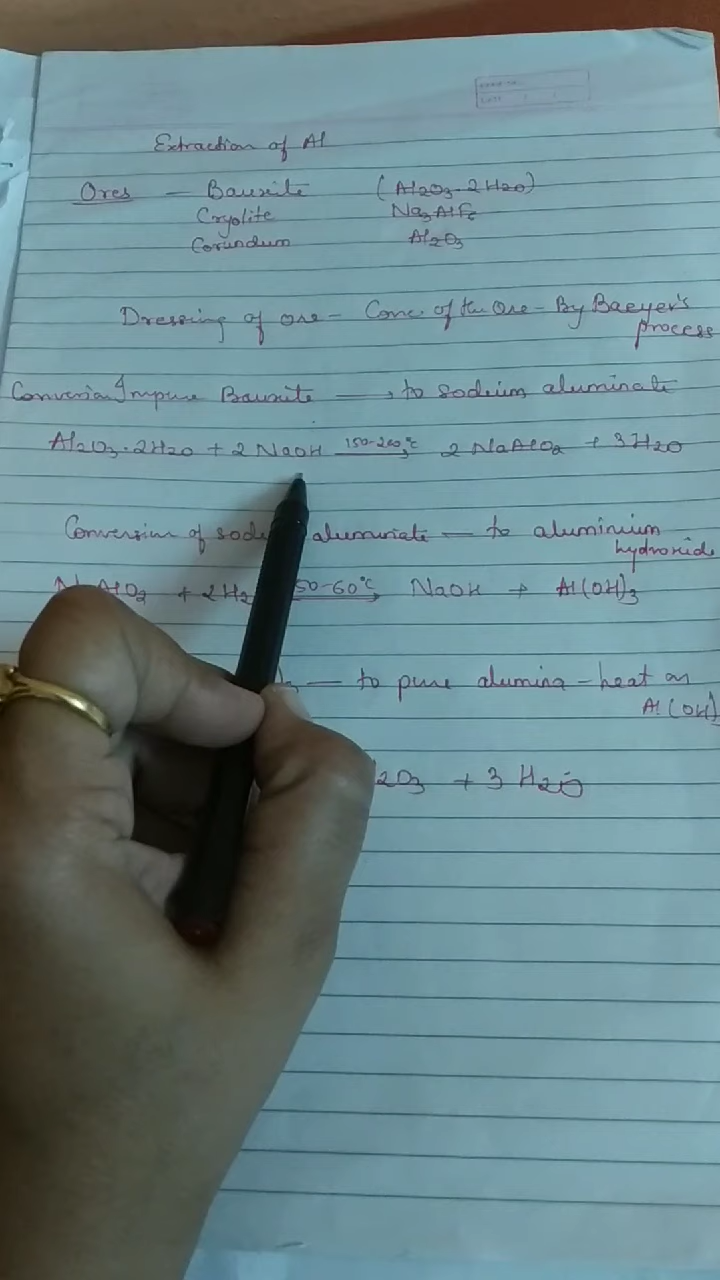 Extraction of Al
Ores — Bauxite (Al2O3.2H2O)
Cryolite Na3AlF6
Corundum Al2O3
Dressing of ore — Conc. of the Ore — By Baeyer's
process
Impure Bauxite → to sodium aluminate
Al2O3.2H2O + 2 NaOH 150-200°C → 2 NaAlO2 + 3H2O
Conversion of aluminate — to aluminium
hydroxide
+ 2H2 50-60°C → NaOH + Al(OH)3
— to pure alumina — heat on
Al(OH)
2O3 + 3 H2O